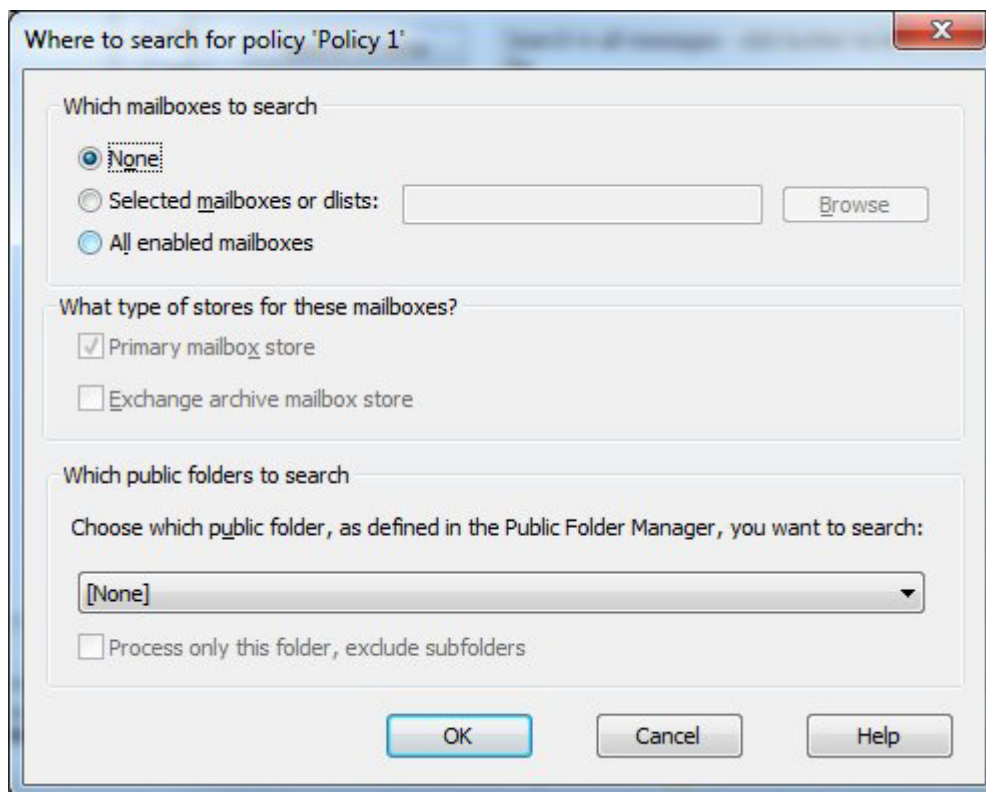 Where to search for policy 'Policy 1'
Which mailboxes to search
None
Selected mailboxes or dlists:
Browse
All enabled mailboxes
What type of stores for these mailboxes?
Primary mailbox store
Exchange archive mailbox store
Which public folders to search
Choose which public folder, as defined in the Public Folder Manager, you want to search:
[None]
Process only this folder, exclude subfolders
OK Cancel Help